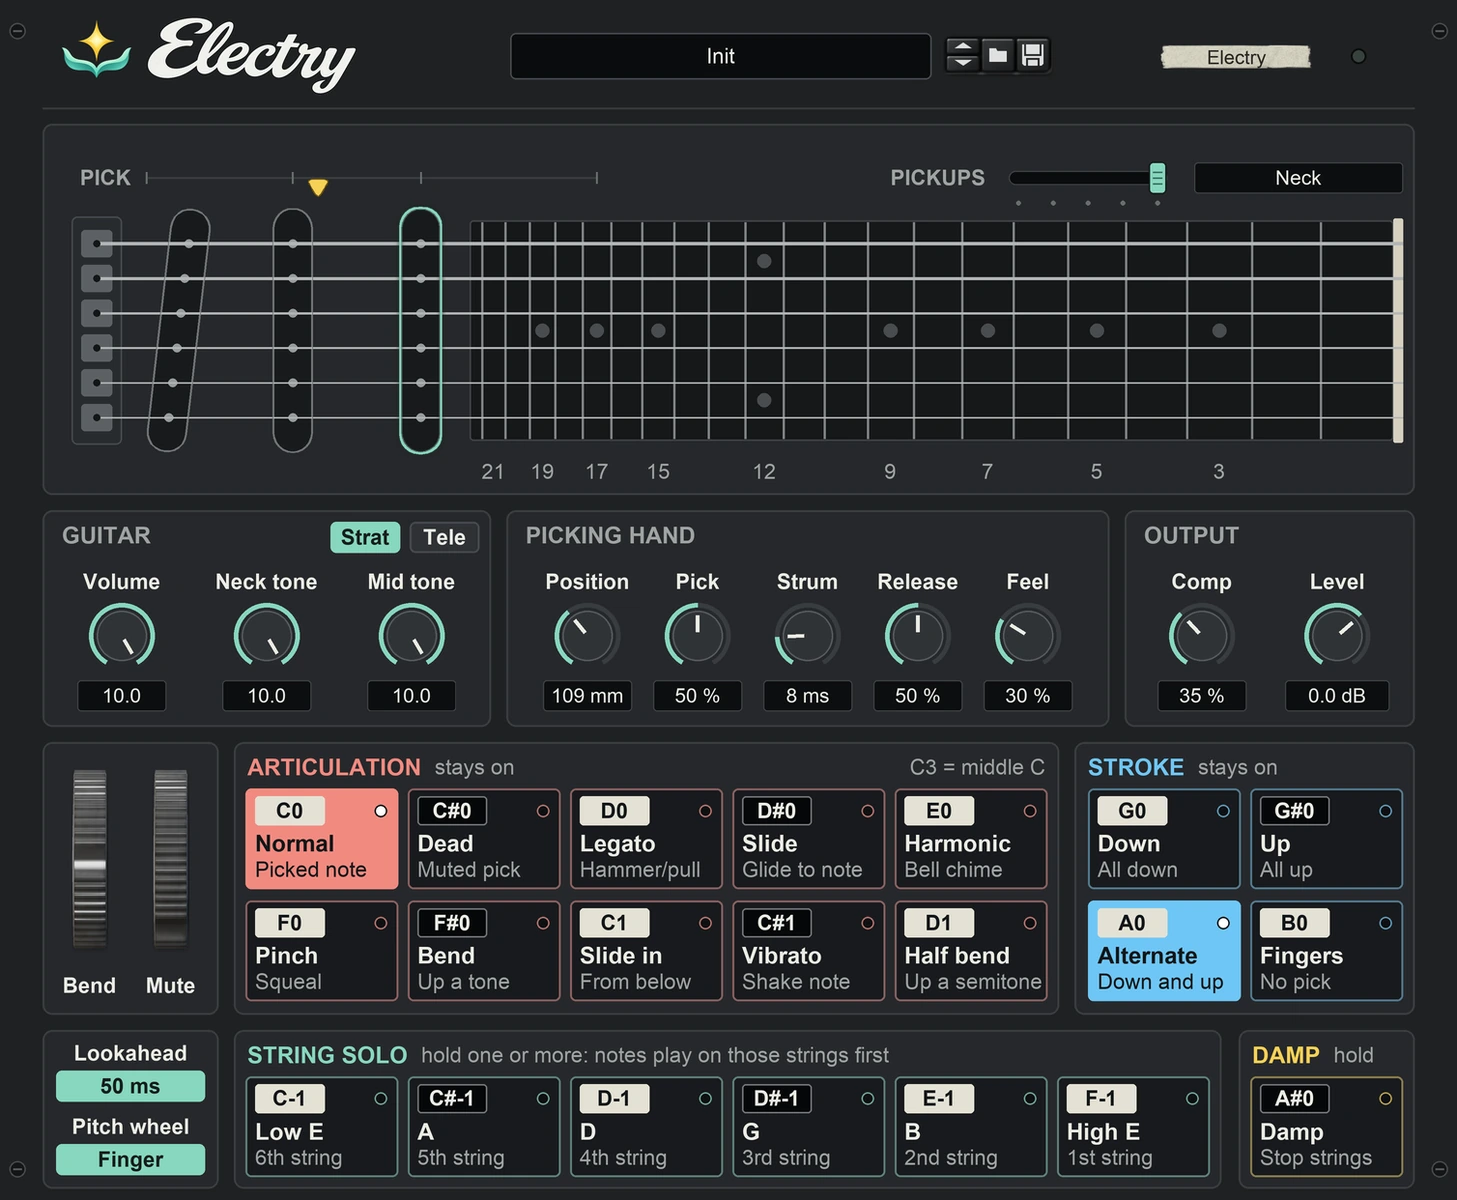 Electry
Init
Electry
PICK
PICKUPS
Neck
21 19 17 15 12 9 7 5 3
GUITAR
Strat
Tele
Volume
Neck tone
Mid tone
10.0
10.0
10.0
PICKING HAND
Position
Pick
Strum
Release
Feel
109 mm
50 %
8 ms
50 %
30 %
OUTPUT
Comp
Level
35 %
0.0 dB
Bend
Mute
ARTICULATION stays on
C3 = middle C
C0
Normal
Picked note
C#0
Dead
Muted pick
D0
Legato
Hammer/pull
D#0
Slide
Glide to note
E0
Harmonic
Bell chime
F0
Pinch
Squeal
F#0
Bend
Up a tone
C1
Slide in
From below
C#1
Vibrato
Shake note
D1
Half bend
Up a semitone
STROKE stays on
G0
Down
All down
G#0
Up
All up
A0
Alternate
Down and up
B0
Fingers
No pick
Lookahead
50 ms
Pitch wheel
Finger
STRING SOLO hold one or more: notes play on those strings first
C-1
Low E
6th string
C#-1
A
5th string
D-1
D
4th string
D#-1
G
3rd string
E-1
B
2nd string
F-1
High E
1st string
DAMP hold
A#0
Damp
Stop strings